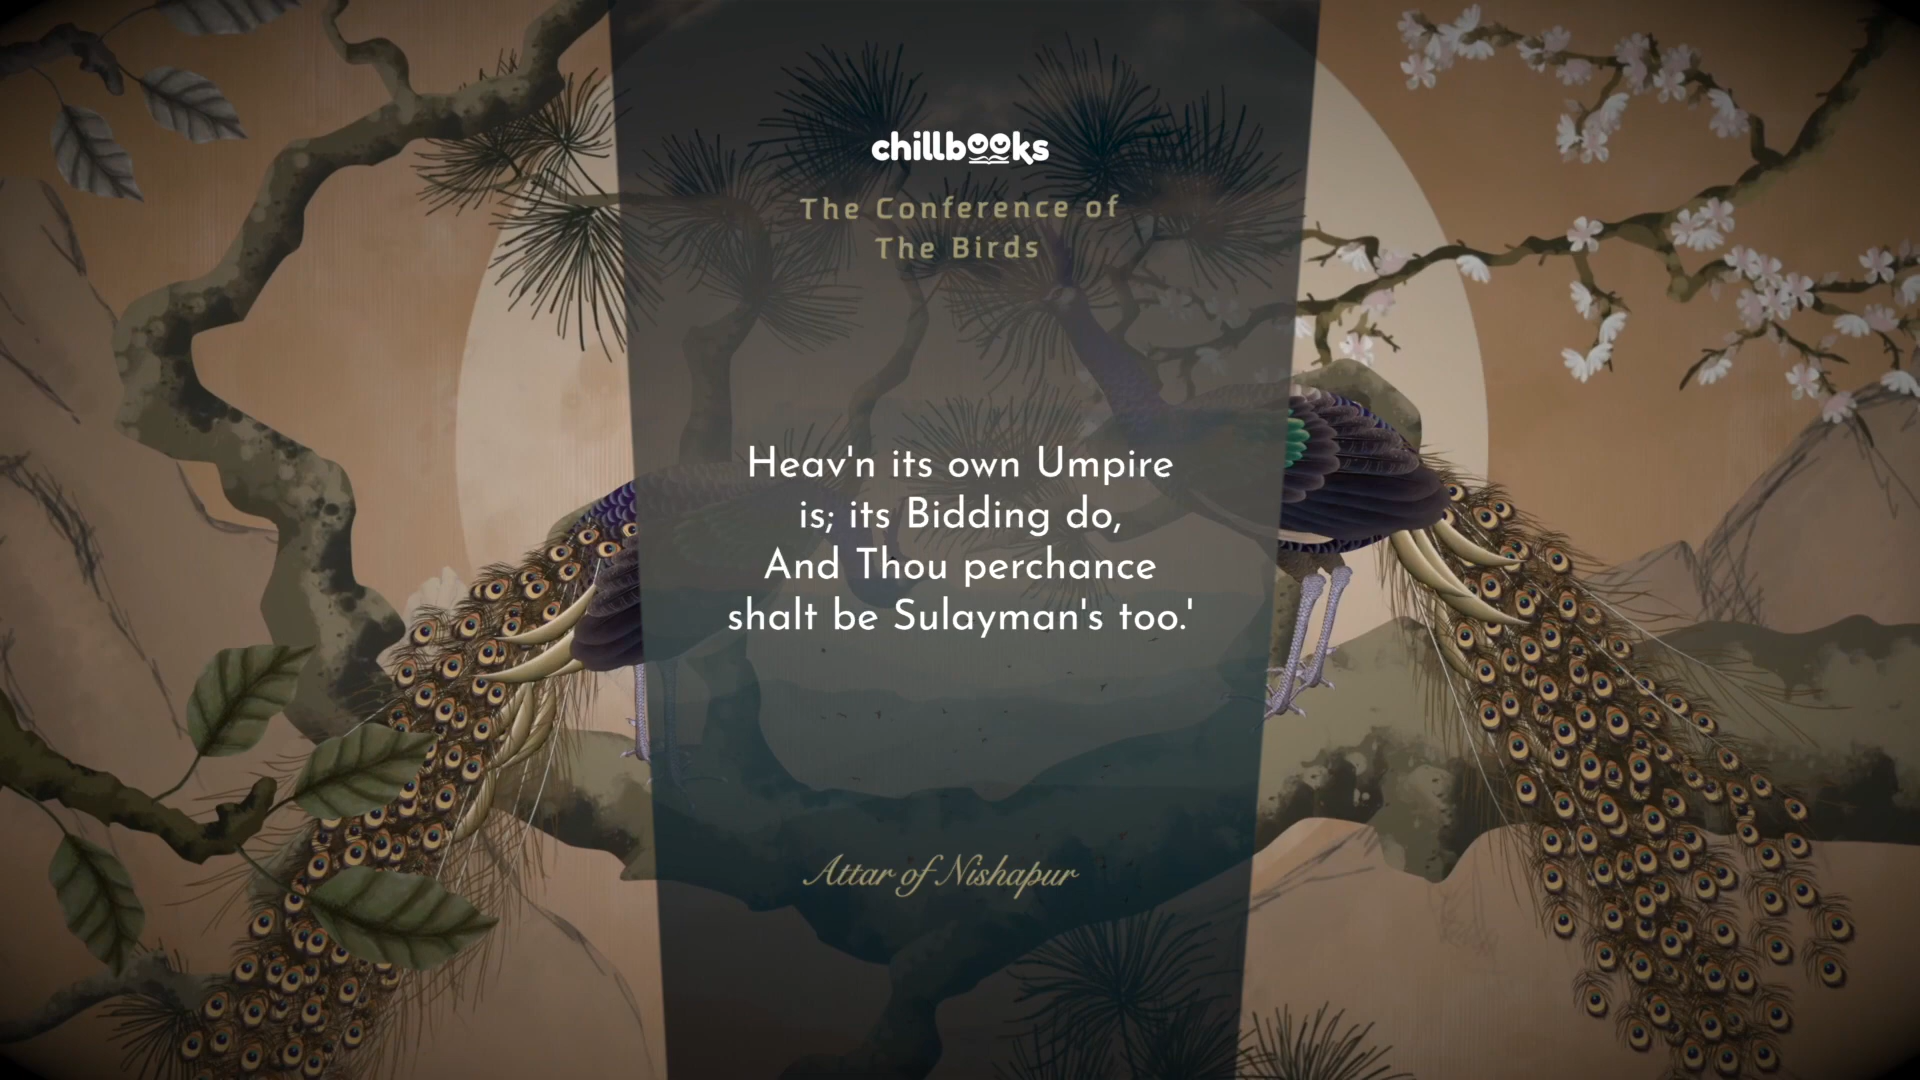 chillbooks
The Conference of
The Birds
Heav'n its own Umpire
is; its Bidding do,
And Thou perchance
shalt be Sulayman's too.'
Attar of Nishapur